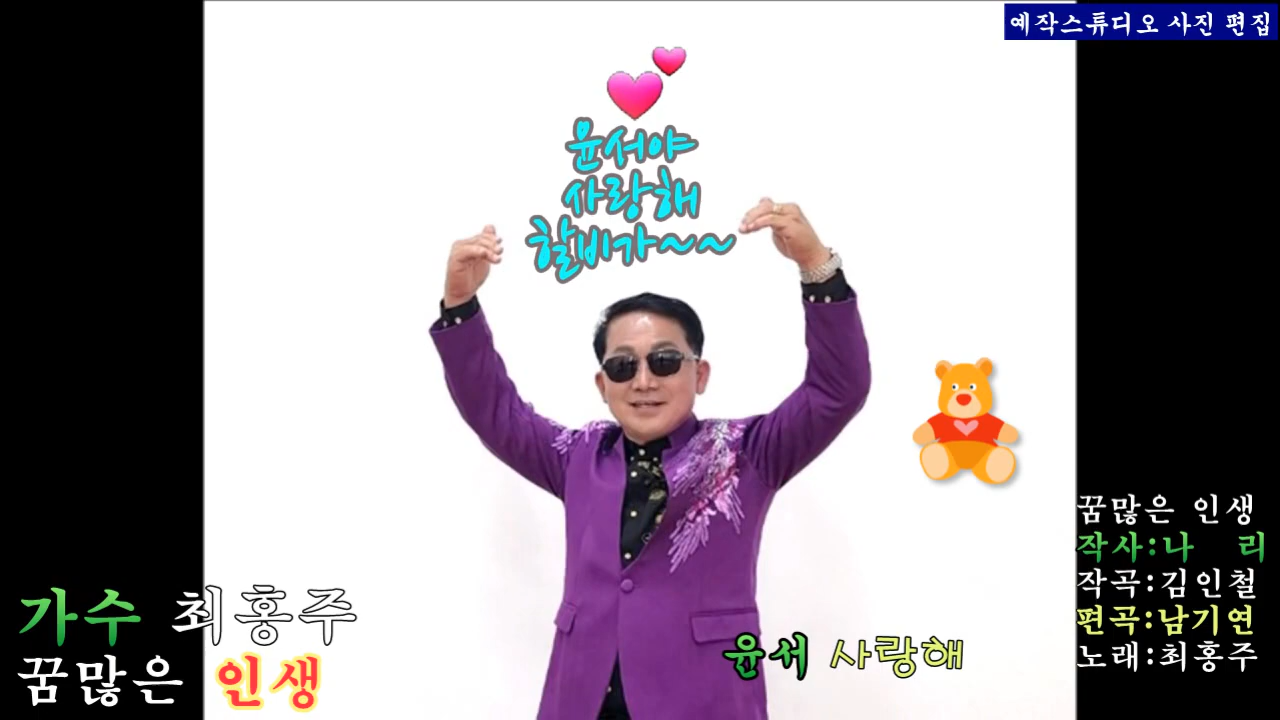 예작스튜디오 사진 편집
윤서야
사랑해
할비가~~
꿈많은 인생
작사:나 리
작곡:김인철
편곡:남기연
노래:최홍주
가수 최홍주
꿈많은 인생
윤서 사랑해